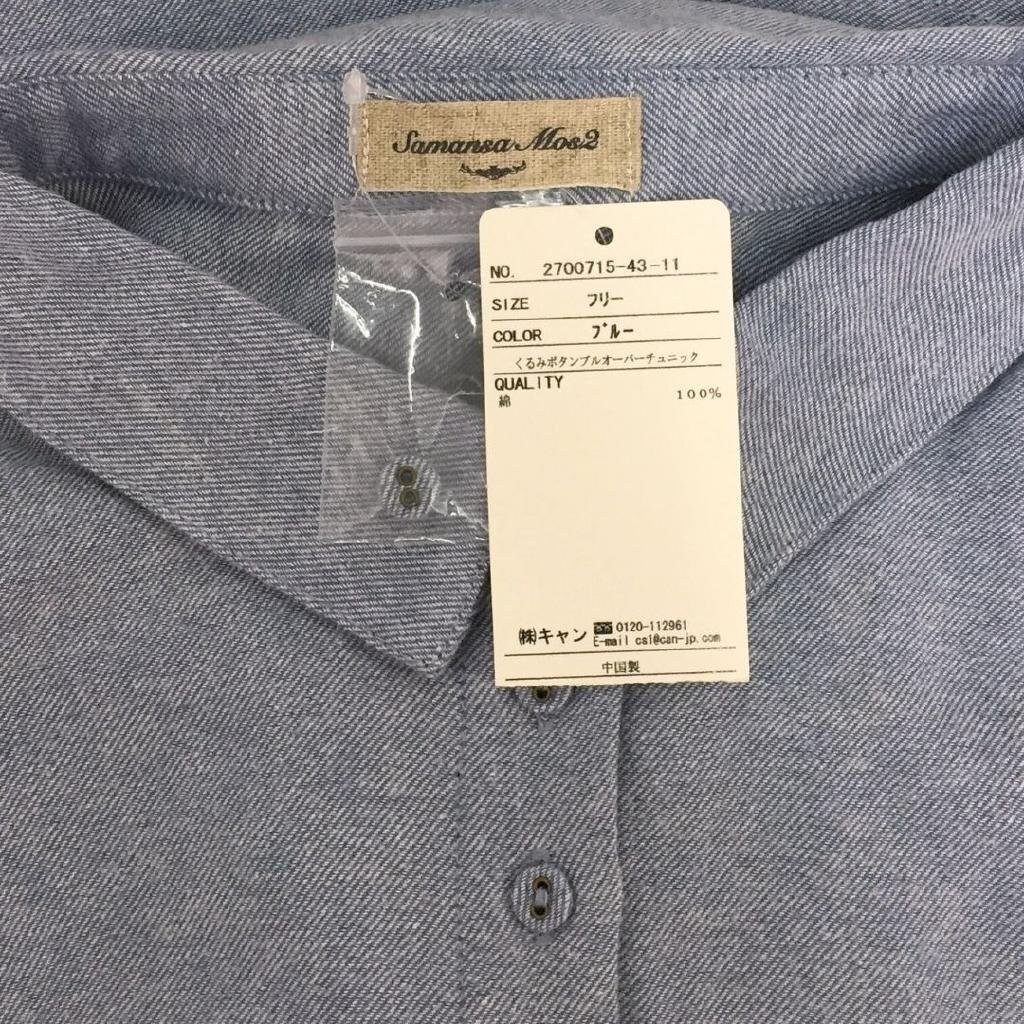 Samansa Mos2
NO. 2700715-43-11
SIZE フリー
COLOR ブルー
くるみボタンプルオーバーチュニック
QUALITY
綿 100%
㈱キャン 0120-112961
E-mail csl@can-jp.com
中国製